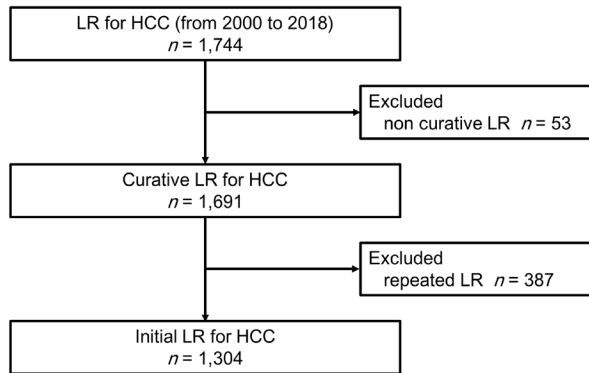 LR for HCC (from 2000 to 2018)
n = 1,744
Excluded
non curative LR n = 53
Curative LR for HCC
n = 1,691
Excluded
repeated LR n = 387
Initial LR for HCC
n = 1,304